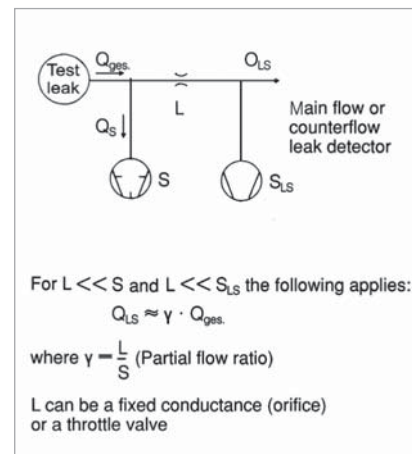 Test
leak
Qges.
OLS
L
QS
S
SLS
Main flow or
counterflow
leak detector
For L << S and L << SLS the following applies:
QLS ≈ γ · Qges.
where γ = L/S (Partial flow ratio)
L can be a fixed conductance (orifice)
or a throttle valve